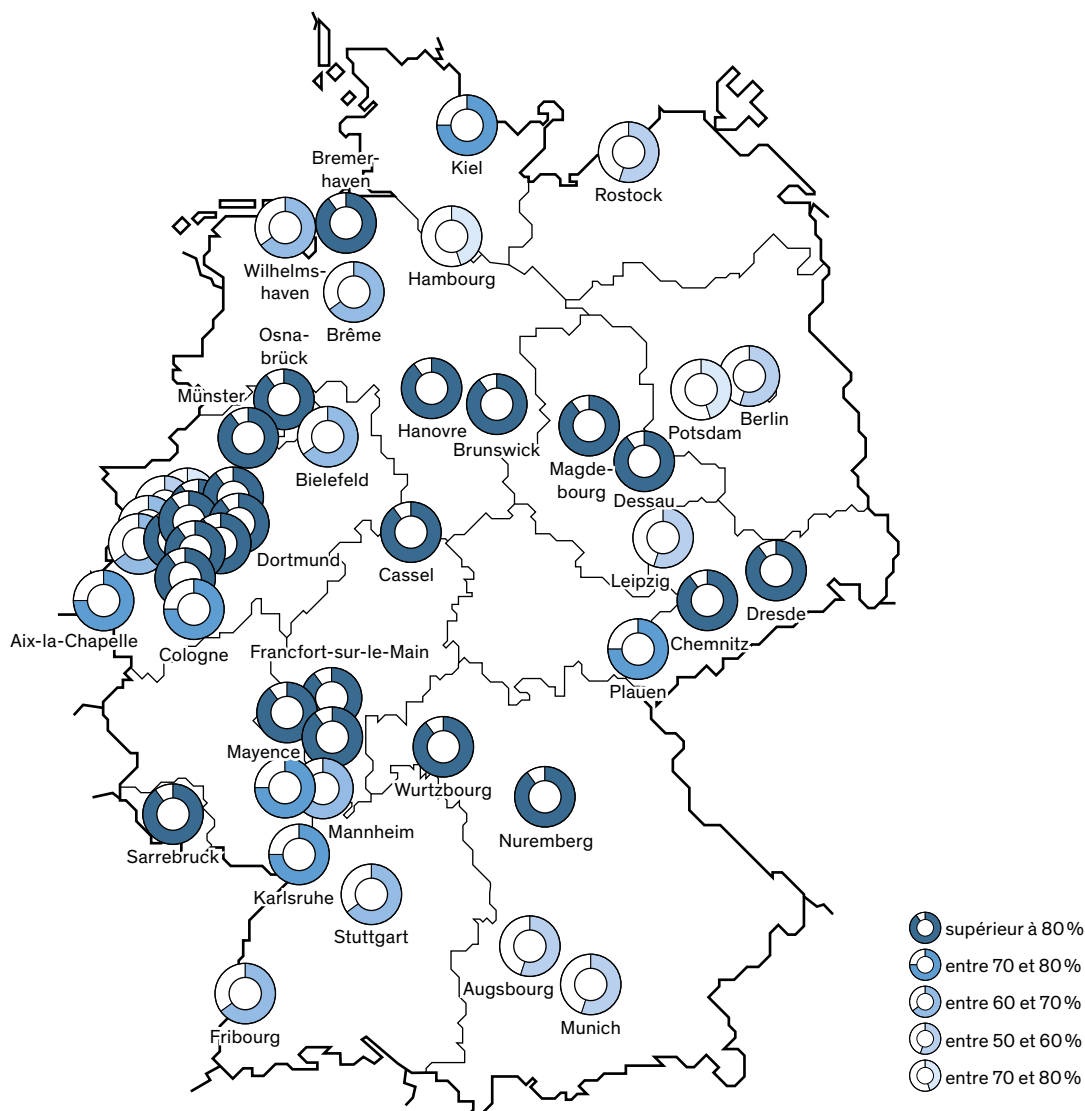 Kiel
Rostock
Bremer-
haven
Wilhelms-
haven
Hambourg
Brême
Osna-
brück
Münster
Hanovre
Brunswick
Potsdam
Berlin
Bielefeld
Magde-
bourg
Dessau
Dortmund
Cassel
Leipzig
Dresde
Chemnitz
Aix-la-Chapelle
Cologne
Francfort-sur-le-Main
Plauen
Mayence
Wurtzbourg
Mannheim
Nuremberg
Sarrebruck
Karlsruhe
Stuttgart
Augsbourg
Munich
Fribourg
supérieur à 80 %
entre 70 et 80 %
entre 60 et 70 %
entre 50 et 60 %
entre 70 et 80 %